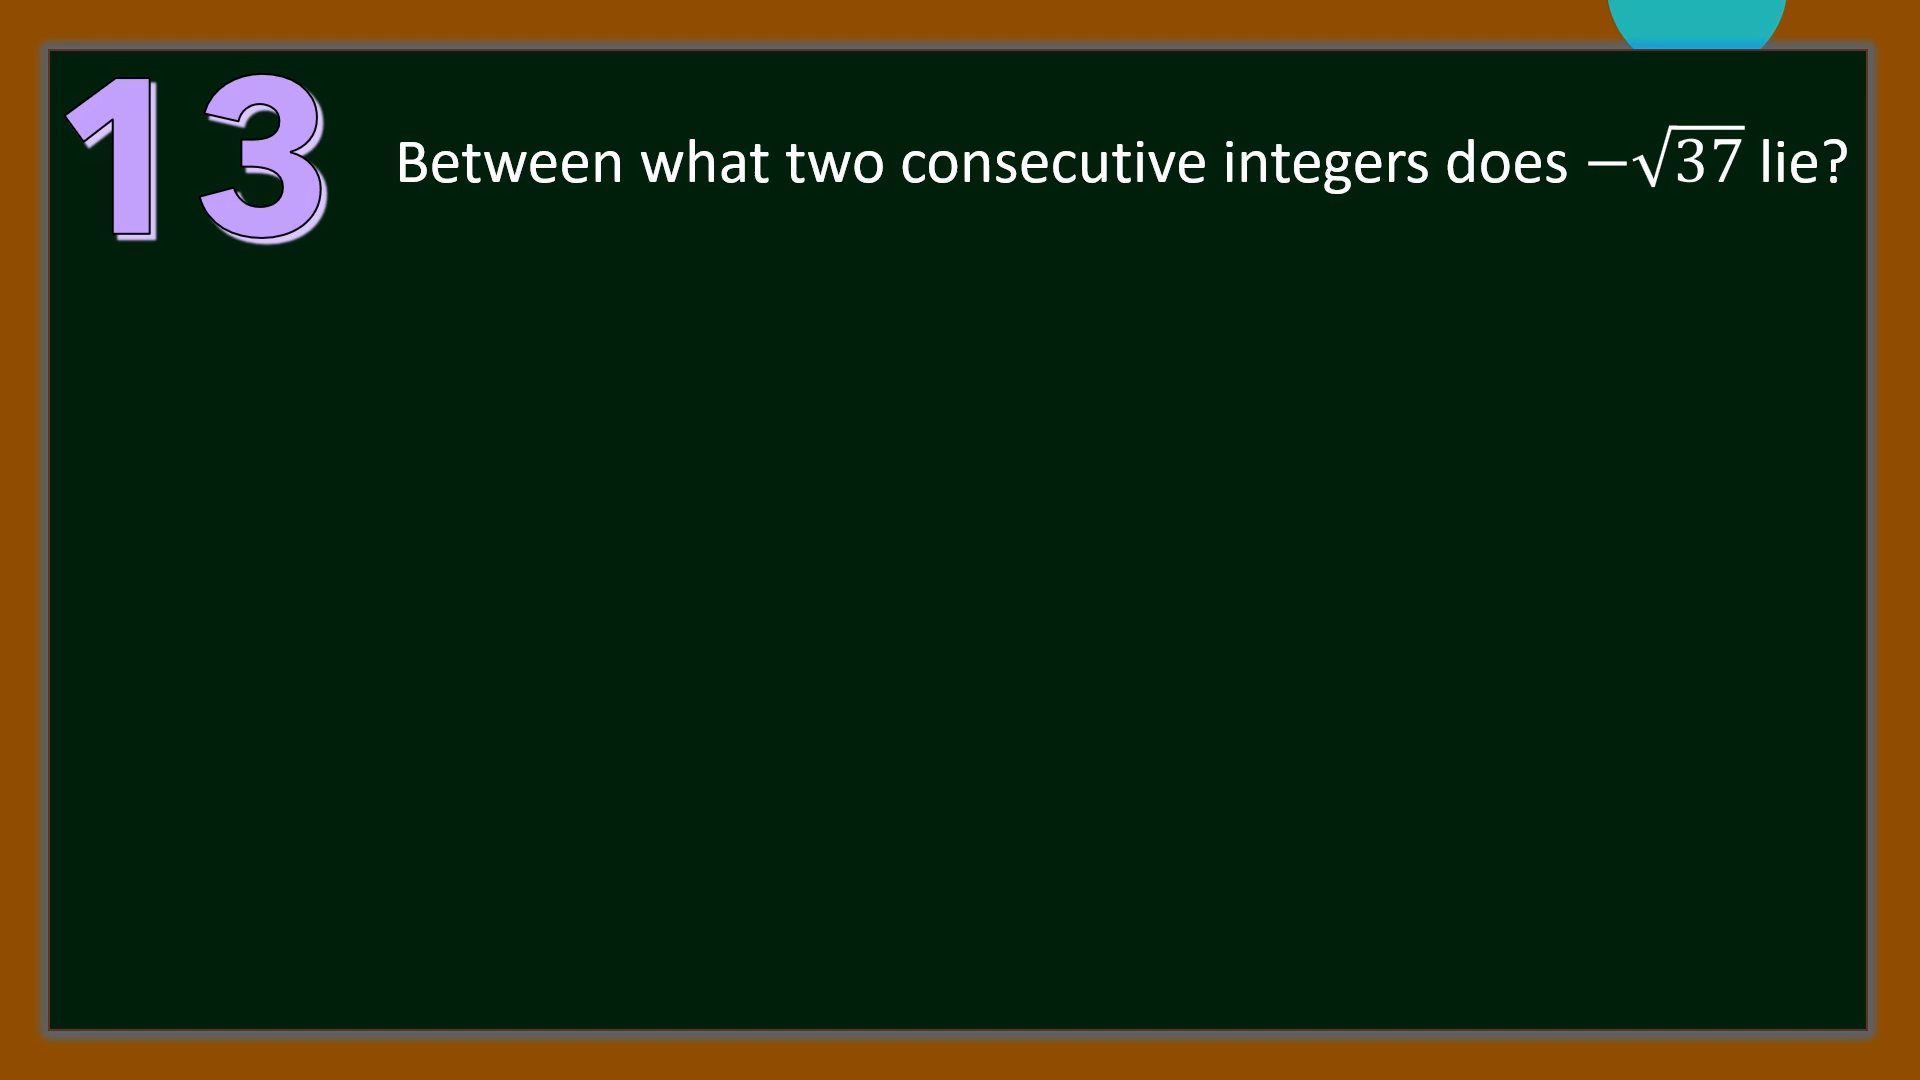 13
Between what two consecutive integers does −√37 lie?